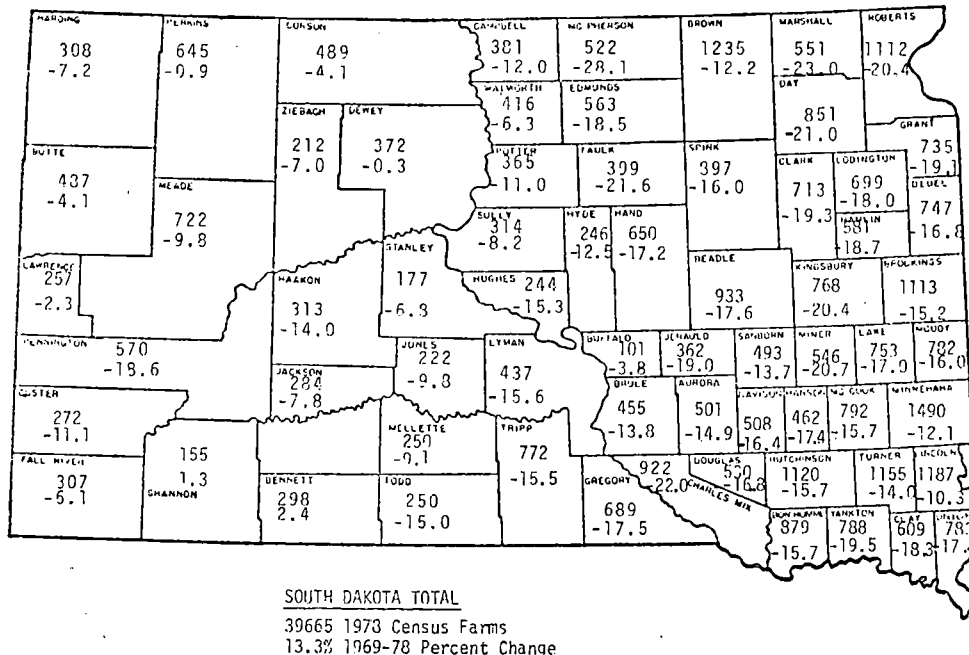 HARDING
308
-7.2
PERKINS
645
-0.9
CORSON
489
-4.1
CAMPBELL
381
-12.0
MC PHERSON
522
-28.1
BROWN
1235
-12.2
MARSHALL
551
-23.0
ROBERTS
1112
-20.4
WALWORTH
416
-6.3
EDMUNDS
563
-18.5
DAY
851
-21.0
ZIEBACH
212
-7.0
DEWEY
372
-0.3
GRANT
735
-19.1
BUTTE
437
-4.1
MEADE
722
-9.8
POTTER
365
-11.0
FAULK
399
-21.6
SPINK
397
-16.0
CLARK
713
-19.3
CODINGTON
699
-18.0
DEUEL
747
-16.8
HAMLIN
581
-18.7
SULLY
314
-8.2
HYDE
246
-12.5
HAND
650
-17.2
LAWRENCE
257
-2.3
HAAKON
313
-14.0
STANLEY
177
-6.8
HUGHES
244
-15.3
BEADLE
933
-17.6
KINGSBURY
768
-20.4
BROOKINGS
1113
-15.2
PENNINGTON
570
-18.6
JACKSON
284
-7.8
JONES
222
-9.8
LYMAN
437
-15.6
BUFFALO
101
-3.8
JERAULD
362
-19.0
SANBORN
493
-13.7
MINER
546
-20.7
LAKE
753
-17.0
MOODY
782
-16.0
CUSTER
272
-11.1
BRULE
455
-13.8
AURORA
501
-14.9
DAVISON
508
-16.4
HANSON
462
-17.4
MC COOK
792
-15.7
MINNEHAHA
1490
-12.1
FALL RIVER
307
-6.1
155
1.3
SHANNON
BENNETT
298
2.4
MELLETTE
250
-9.1
TODD
250
-15.0
TRIPP
772
-15.5
GREGORY
689
-17.5
922
-22.0
CHARLES MIX
DOUGLAS
-16.8
HUTCHINSON
1120
-15.7
TURNER
1155
-14.0
LINCOLN
1187
-10.3
BON HOMME
879
-15.7
YANKTON
788
-19.5
CLAY
609
-18.3
SOUTH DAKOTA TOTAL
39665 1978 Census Farms
13.3% 1969-78 Percent Change